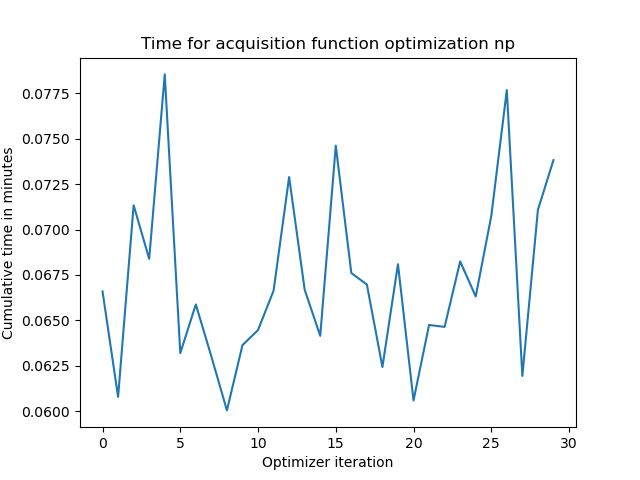 Time for acquisition function optimization np
Cumulative time in minutes
0.0775
0.0750
0.0725
0.0700
0.0675
0.0650
0.0625
0.0600
0 5 10 15 20 25 30
Optimizer iteration